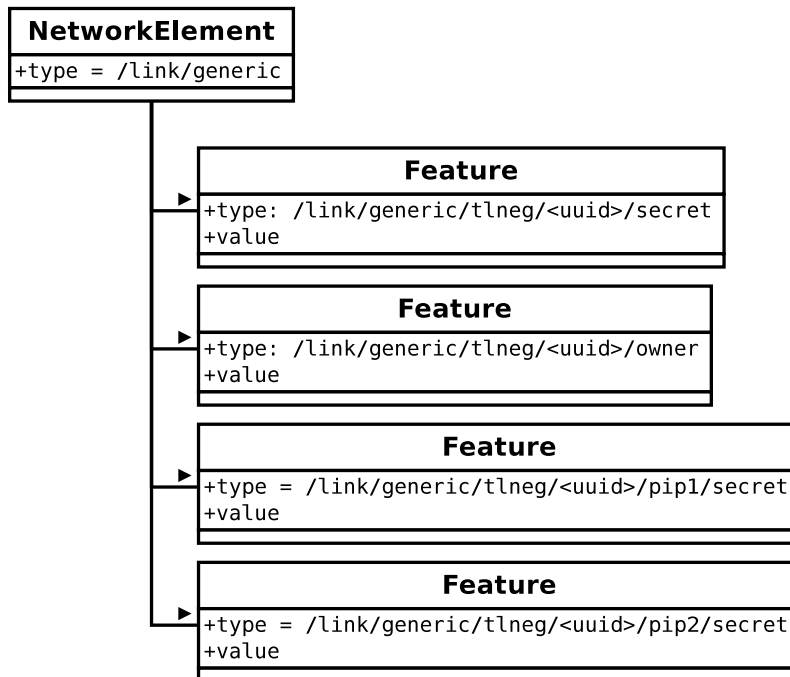 NetworkElement
+type = /link/generic
Feature
+type: /link/generic/tlneg/<uuid>/secret
+value
Feature
+type: /link/generic/tlneg/<uuid>/owner
+value
Feature
+type = /link/generic/tlneg/<uuid>/pip1/secret
+value
Feature
+type = /link/generic/tlneg/<uuid>/pip2/secret
+value